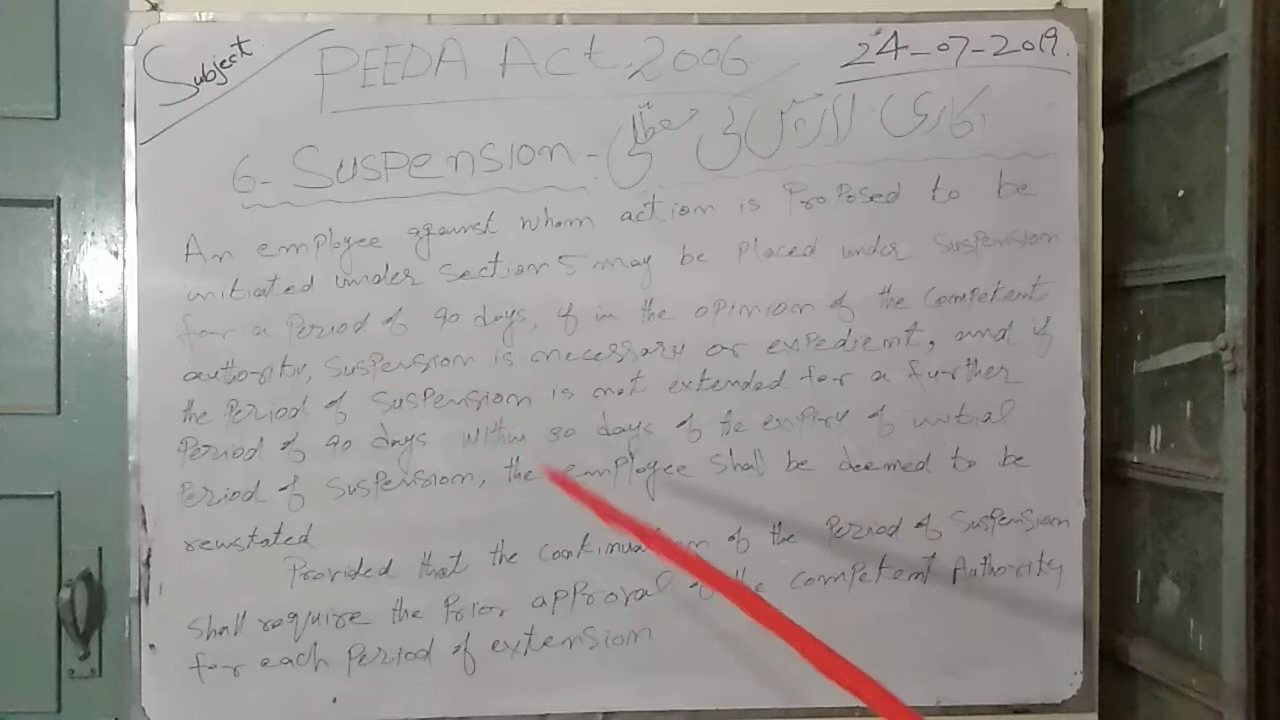 Subject
PEEDA Act. 2006
24-07-2019.
6- Suspension - سرکاری ملازمین کی معطلی
An employee against whom action is Proposed to be
initiated under section 5 may be placed under suspension
for a Period of 90 days, if in the opinion of the Competent
authority, Suspension is necessary or expedient, and if
the Period of Suspension is not extended for a further
Period of 90 days within 30 days of the expiry of initial
Period of Suspension, the employee shall be deemed to be
reinstated
Provided that the continuation of the Period of Suspension
shall require the Prior approval of the competent Authority
for each Period of extension